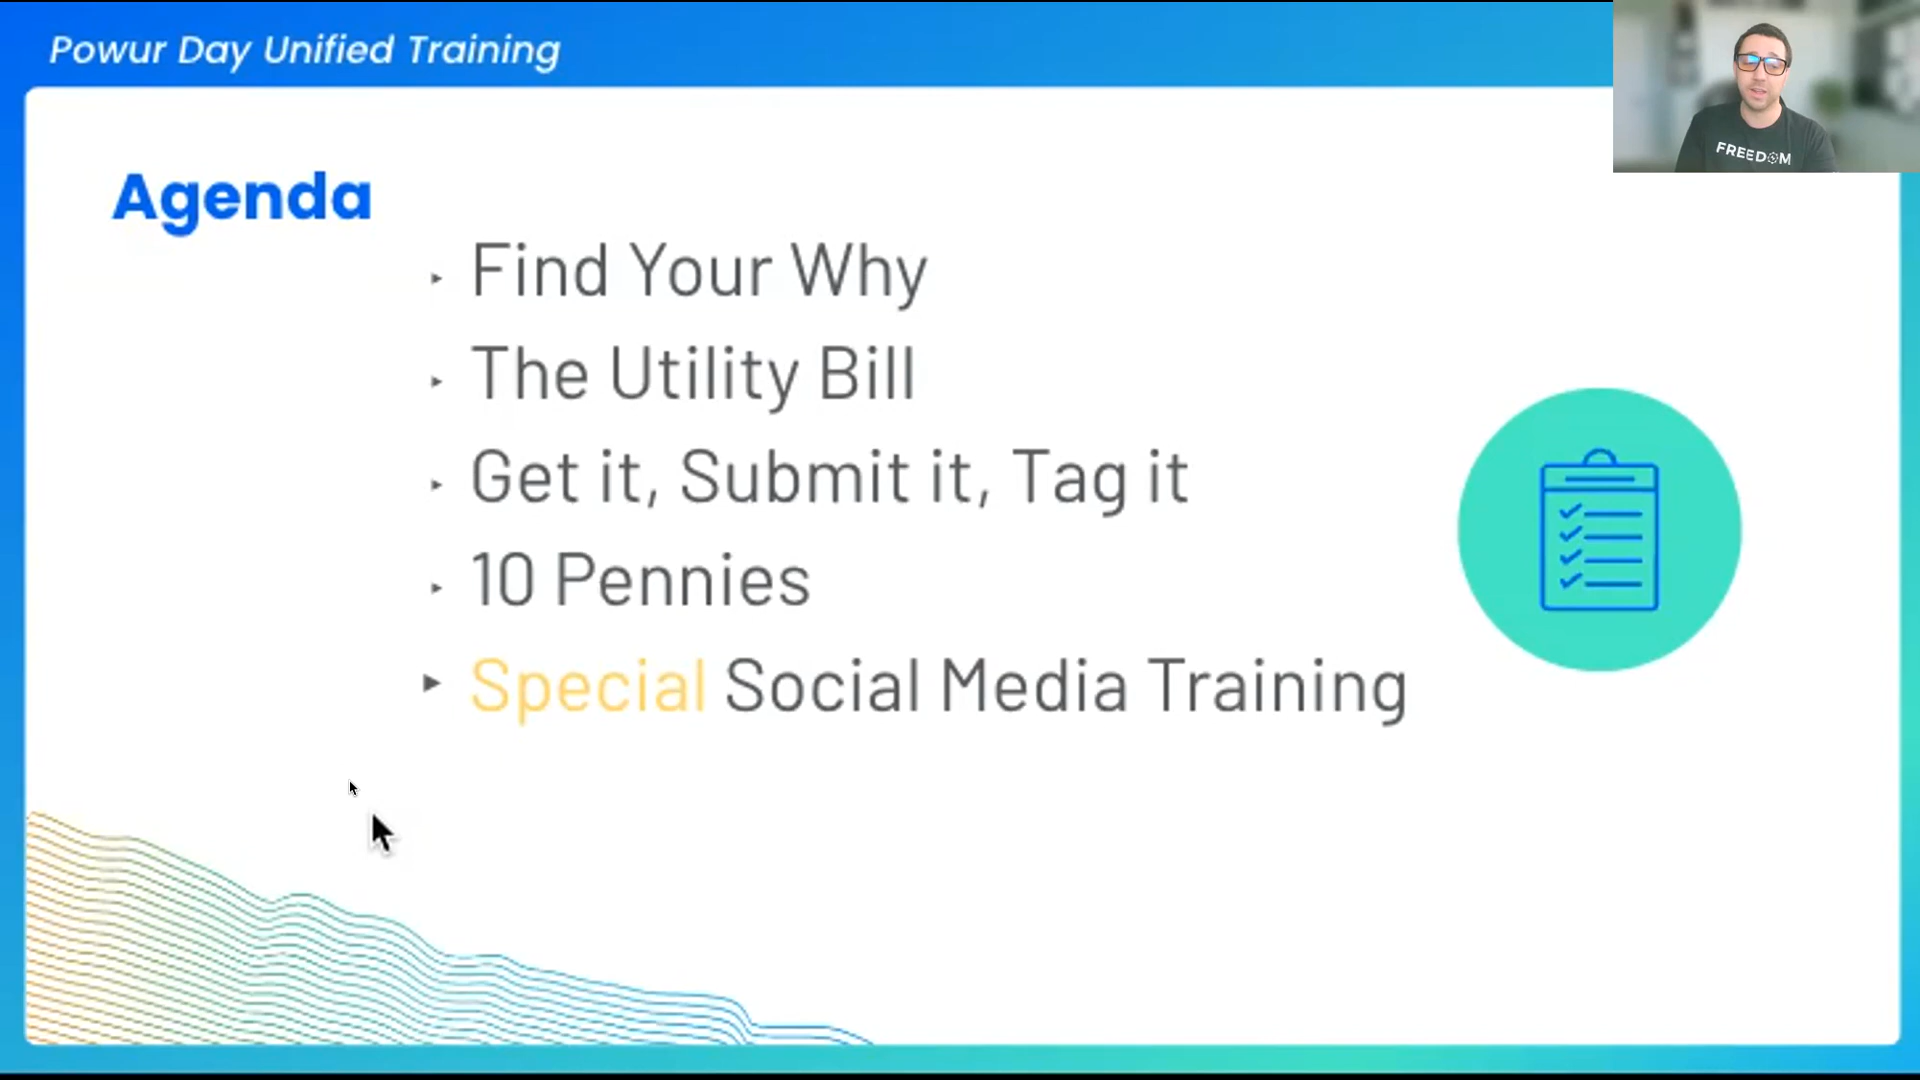 Powur Day Unified Training
FREEDOM
Agenda
Find Your Why
The Utility Bill
Get it, Submit it, Tag it
10 Pennies
Special Social Media Training